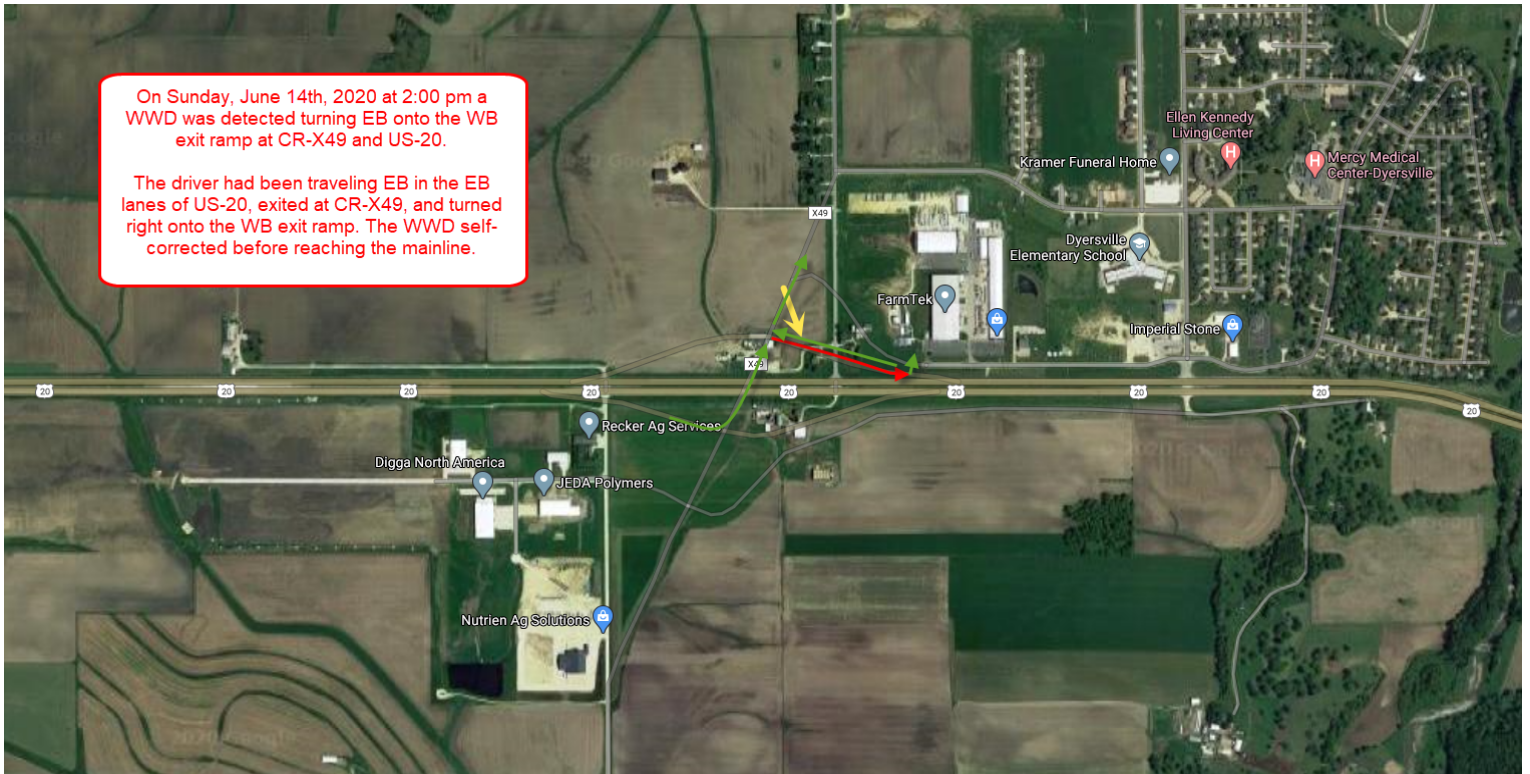 On Sunday, June 14th, 2020 at 2:00 pm a
WWD was detected turning EB onto the WB
exit ramp at CR-X49 and US-20.
The driver had been traveling EB in the EB
lanes of US-20, exited at CR-X49, and turned
right onto the WB exit ramp. The WWD self-
corrected before reaching the mainline.
Ellen Kennedy
Living Center
Kramer Funeral Home
H
H
Mercy Medical
Center-Dyersville
X49
Dyersville
Elementary School
FarmTek
Imperial Stone
X49
20
20
20
20
20
20
20
20
20
Recker Ag Services
Digga North America
JEDA Polymers
Nutrien Ag Solutions